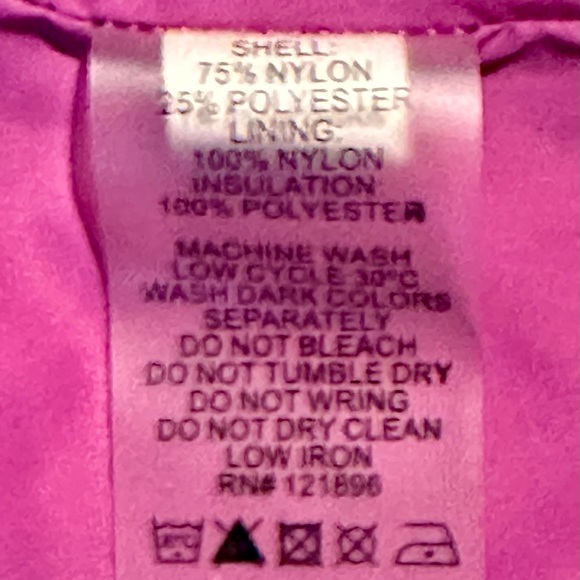 SHELL:
75% NYLON
25% POLYESTER
LINING:
100% NYLON
INSULATION:
100% POLYESTER
MACHINE WASH
LOW CYCLE 30°C
WASH DARK COLORS
SEPARATELY
DO NOT BLEACH
DO NOT TUMBLE DRY
DO NOT WRING
DO NOT DRY CLEAN
LOW IRON
RN# 121896